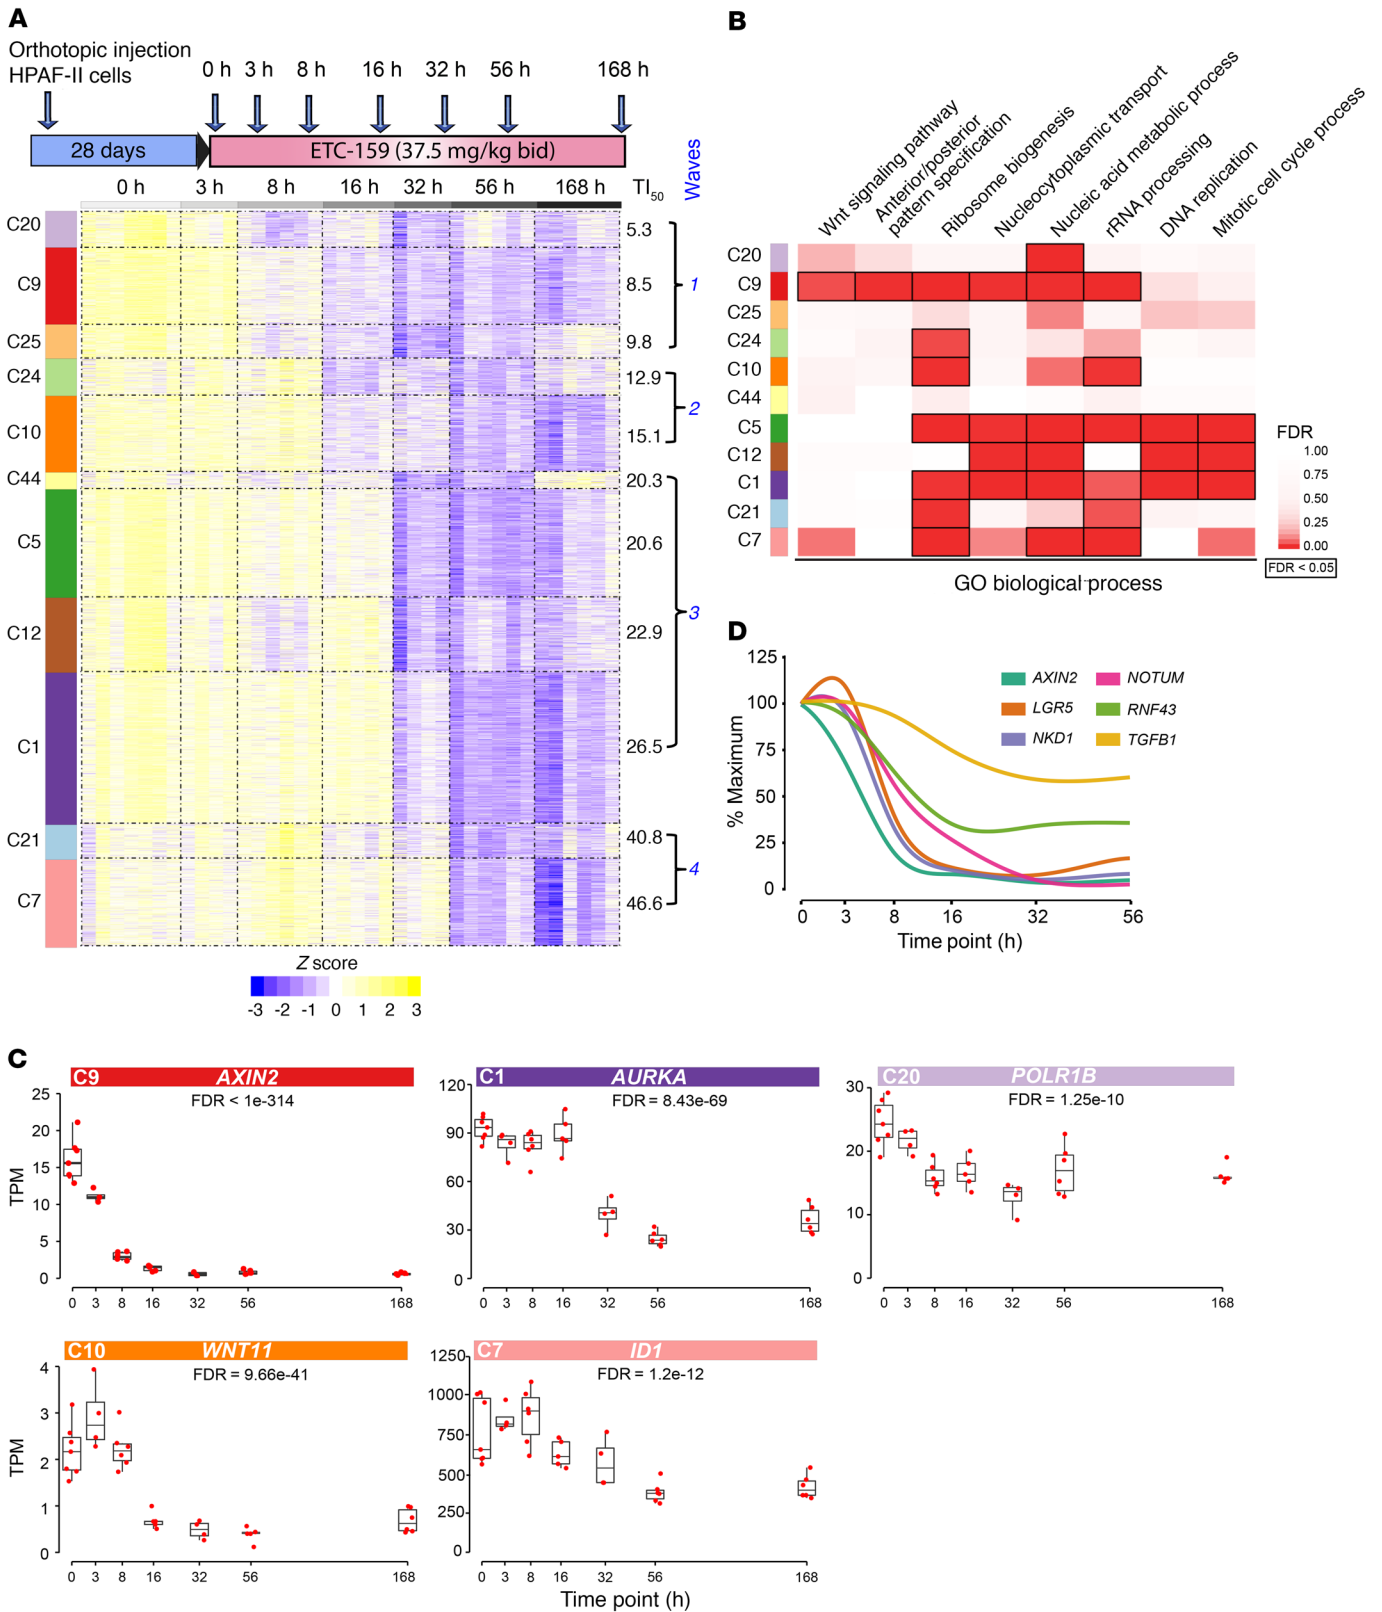 A
Orthotopic injection
HPAF-II cells
0 h 3 h 8 h 16 h 32 h 56 h 168 h
28 days
ETC-159 (37.5 mg/kg bid)
Waves
0 h 3 h 8 h 16 h 32 h 56 h 168 h TI50
C20 5.3
C9 8.5 1
C25 9.8
C24 12.9
2
C10 15.1
C44 20.3
C5 20.6
3
C12 22.9
C1 26.5
C21 40.8
4
C7 46.6
Z score
-3 -2 -1 0 1 2 3
B
Wnt signaling pathway
Anterior/posterior
pattern specification
Ribosome biogenesis
Nucleocytoplasmic transport
Nucleic acid metabolic process
rRNA processing
DNA replication
Mitotic cell cycle process
C20
C9
C25
C24
C10
C44
C5
C12
C1
C21
C7
FDR
1.00
0.75
0.50
0.25
0.00
FDR < 0.05
GO biological process
D
125
100
75
50
25
0
% Maximum
AXIN2 NOTUM
LGR5 RNF43
NKD1 TGFB1
0 3 8 16 32 56
Time point (h)
C
C9 AXIN2
FDR < 1e-314
25
20
15
10
5
0
TPM
0 3 8 16 32 56 168
C1 AURKA
FDR = 8.43e-69
120
90
60
30
0
0 3 8 16 32 56 168
C20 POLR1B
FDR = 1.25e-10
30
20
10
0
0 3 8 16 32 56 168
C10 WNT11
FDR = 9.66e-41
4
3
2
1
0
TPM
0 3 8 16 32 56 168
C7 ID1
FDR = 1.2e-12
1250
1000
750
500
250
0
0 3 8 16 32 56 168
Time point (h)